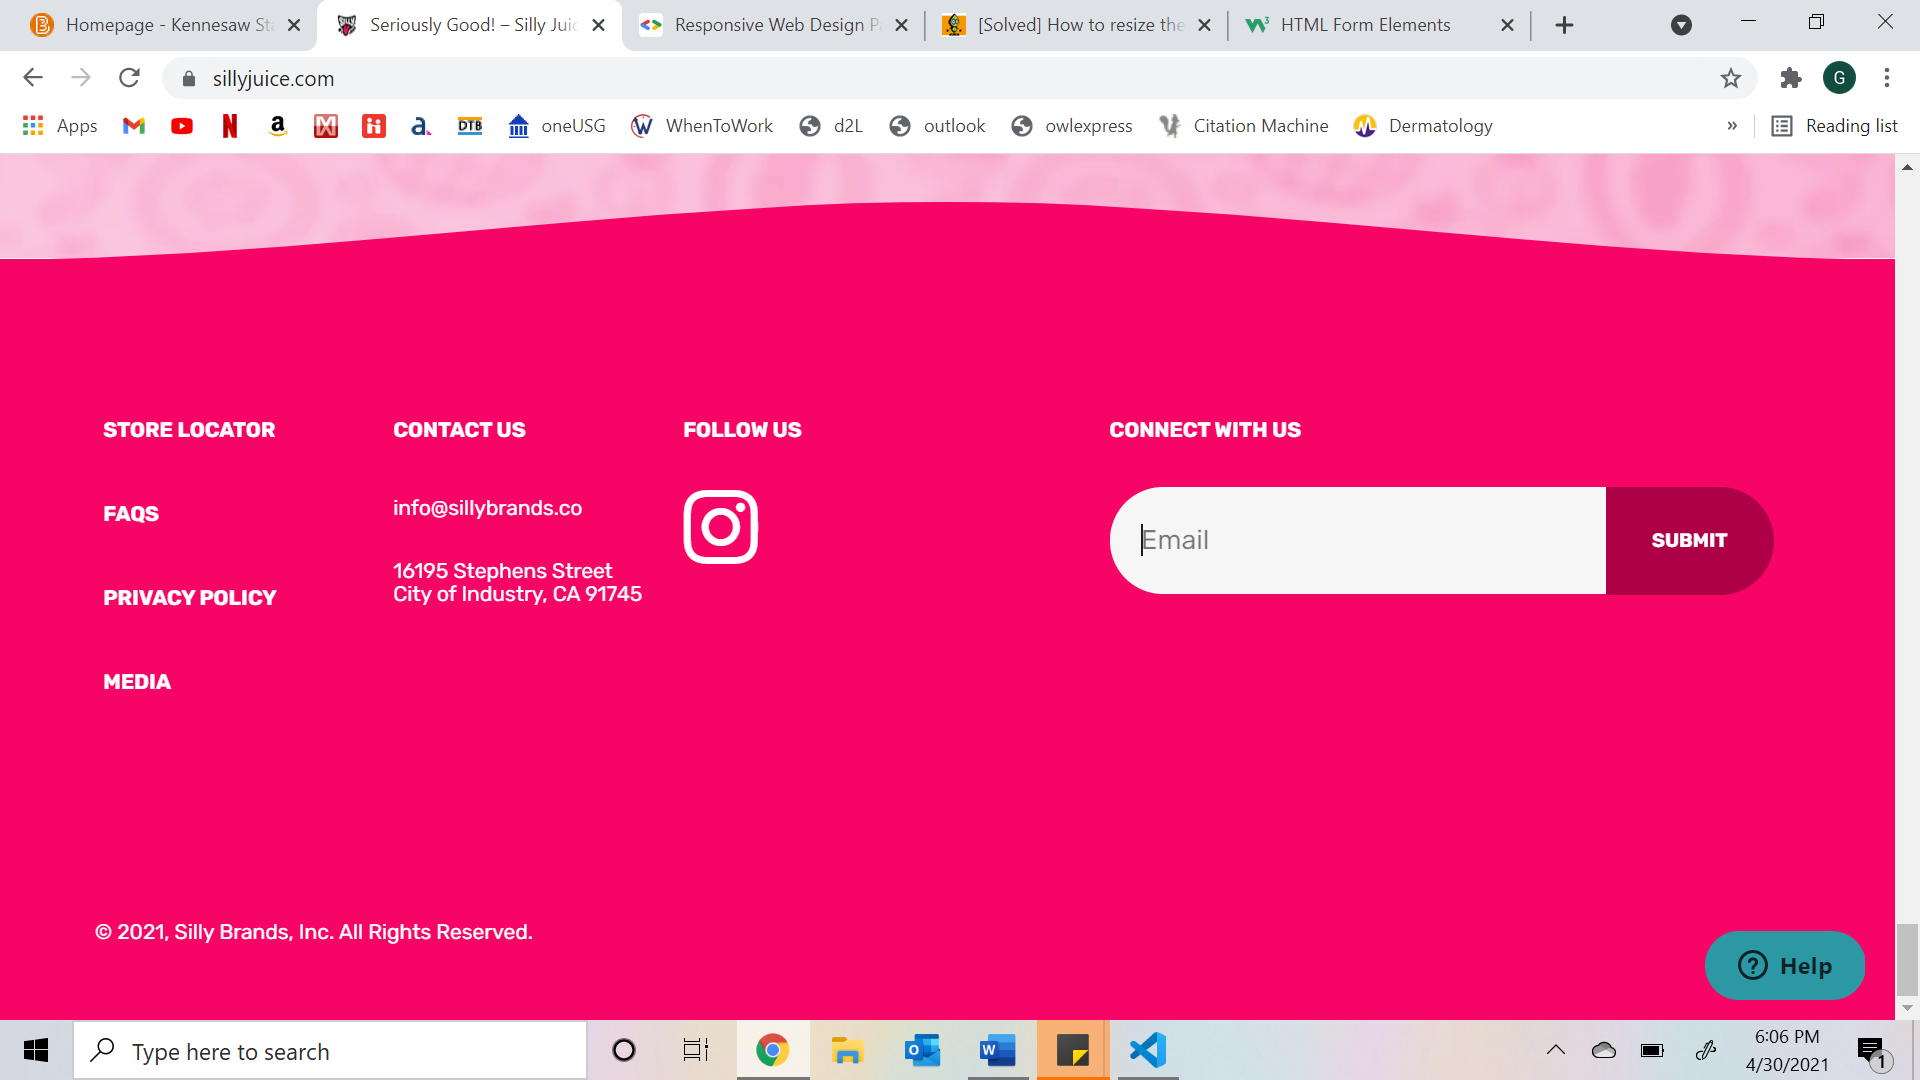 Homepage - Kennesaw Sta
Seriously Good! – Silly Juic
Responsive Web Design P
[Solved] How to resize the
HTML Form Elements
sillyjuice.com
G
Apps
DTB
oneUSG
WhenToWork
d2L
outlook
owlexpress
Citation Machine
Dermatology
»
Reading list
STORE LOCATOR
FAQS
PRIVACY POLICY
MEDIA
CONTACT US
info@sillybrands.co
16195 Stephens Street
City of Industry, CA 91745
FOLLOW US
CONNECT WITH US
Email
SUBMIT
© 2021, Silly Brands, Inc. All Rights Reserved.
Help
Type here to search
6:06 PM
4/30/2021
1